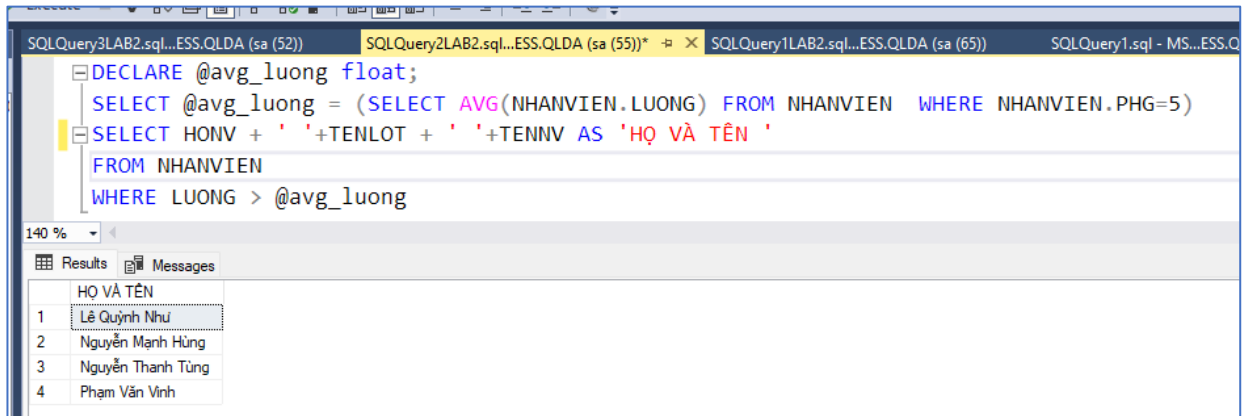 SQLQuery3LAB2.sql...ESS.QLDA (sa (52)) SQLQuery2LAB2.sql...ESS.QLDA (sa (55))* SQLQuery1LAB2.sql...ESS.QLDA (sa (65)) SQLQuery1.sql - MS...ESS.Q
DECLARE @avg_luong float;
SELECT @avg_luong = (SELECT AVG(NHANVIEN.LUONG) FROM NHANVIEN  WHERE NHANVIEN.PHG=5)
SELECT HONV + ' '+TENLOT + ' '+TENNV AS 'HỌ VÀ TÊN '
FROM NHANVIEN
WHERE LUONG > @avg_luong
140 %
Results Messages
HỌ VÀ TÊN
1 Lê Quỳnh Như
2 Nguyễn Mạnh Hùng
3 Nguyễn Thanh Tùng
4 Phạm Văn Vinh